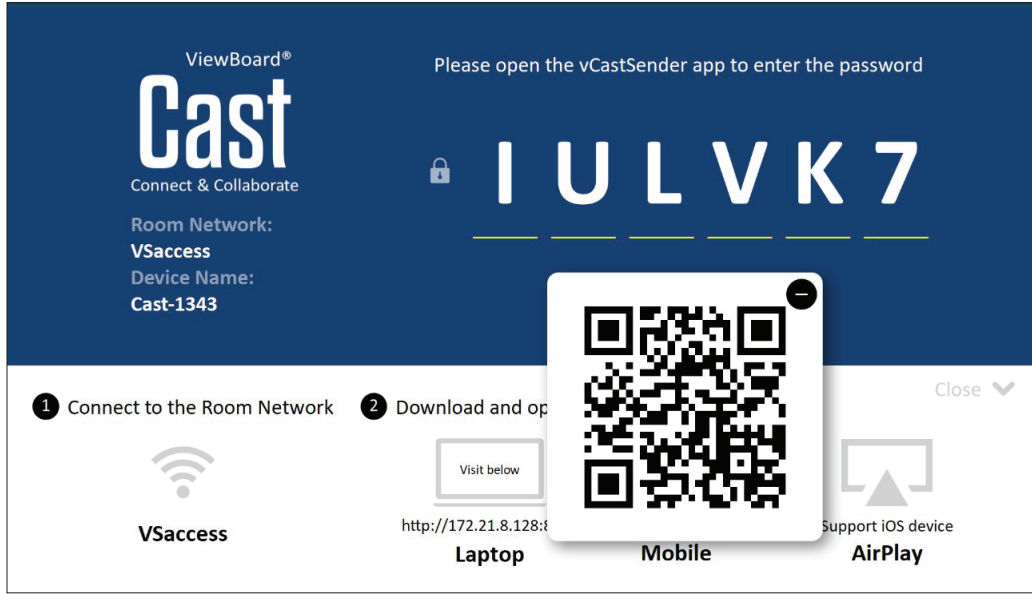 ViewBoard®
Cast
Connect & Collaborate
Room Network:
VSaccess
Device Name:
Cast-1343
Please open the vCastSender app to enter the password
I U L V K 7
Close
1 Connect to the Room Network
VSaccess
2 Download and op
Visit below
http://172.21.8.128:8
Laptop
Mobile
Support iOS device
AirPlay